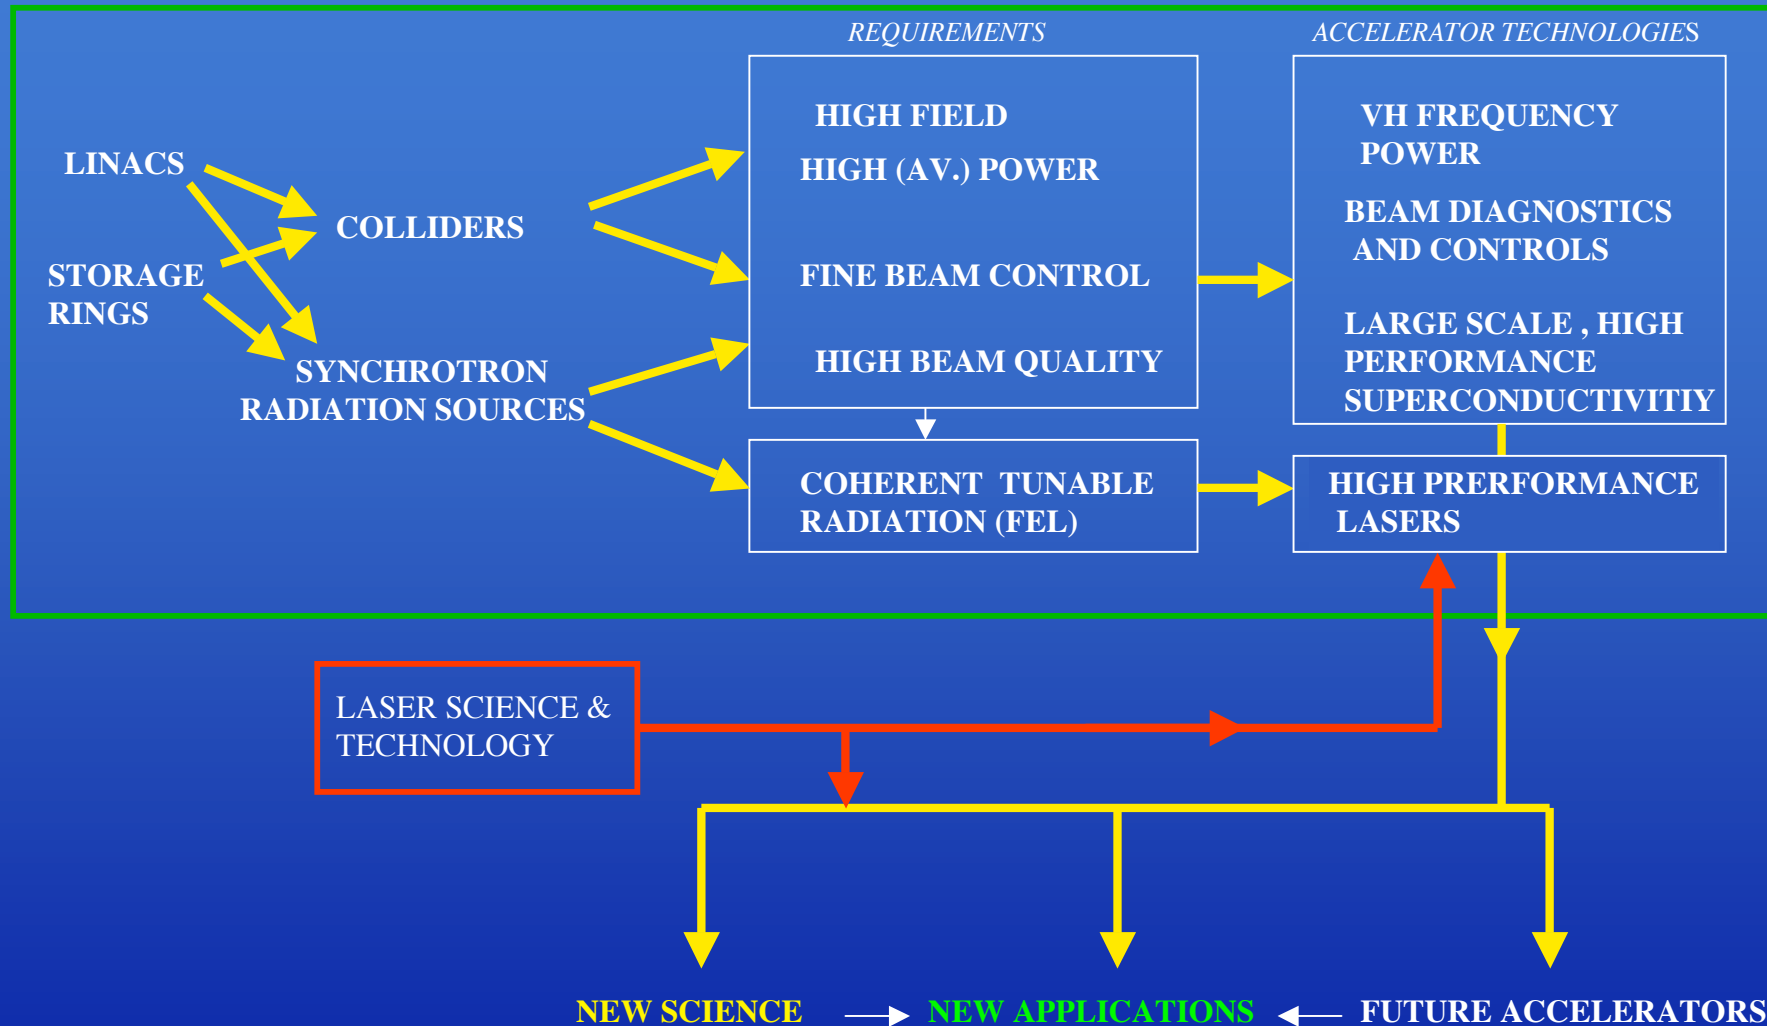 REQUIREMENTS
ACCELERATOR TECHNOLOGIES
LINACS
STORAGE
RINGS
COLLIDERS
SYNCHROTRON
RADIATION SOURCES
HIGH FIELD
HIGH (AV.) POWER
FINE BEAM CONTROL
HIGH BEAM QUALITY
COHERENT TUNABLE
RADIATION (FEL)
VH FREQUENCY
POWER
BEAM DIAGNOSTICS
AND CONTROLS
LARGE SCALE , HIGH
PERFORMANCE
SUPERCONDUCTIVITIY
HIGH PRERFORMANCE
LASERS
LASER SCIENCE &
TECHNOLOGY
NEW SCIENCE
NEW APPLICATIONS
FUTURE ACCELERATORS